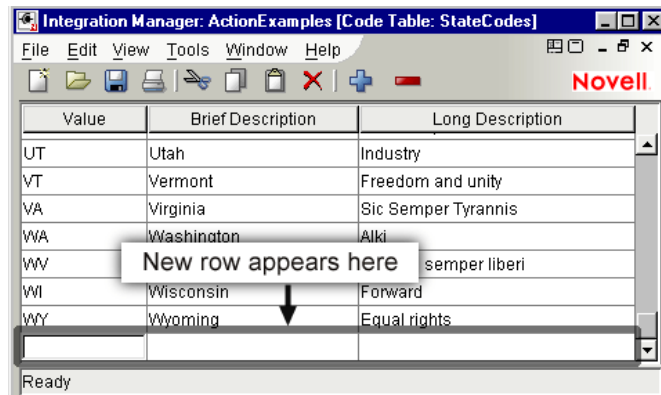 Integration Manager: ActionExamples [Code Table: StateCodes]
File Edit View Tools Window Help
Novell.
Value Brief Description Long Description
UT Utah Industry
VT Vermont Freedom and unity
VA Virginia Sic Semper Tyrannis
WA Washington Alki
WV semper liberi
New row appears here
WI Wisconsin Forward
WY Wyoming Equal rights
Ready